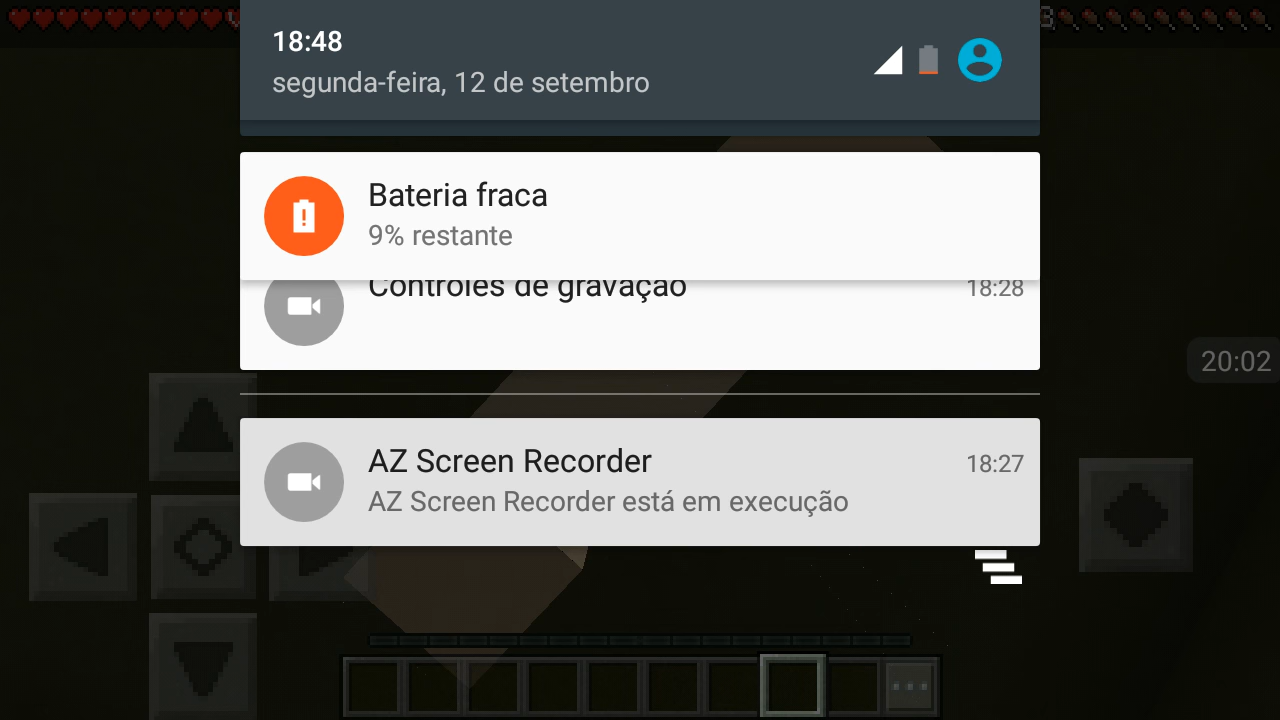 18:48
segunda-feira, 12 de setembro
Bateria fraca
9% restante
Controles de gravação 18:28
20:02
AZ Screen Recorder 18:27
AZ Screen Recorder está em execução